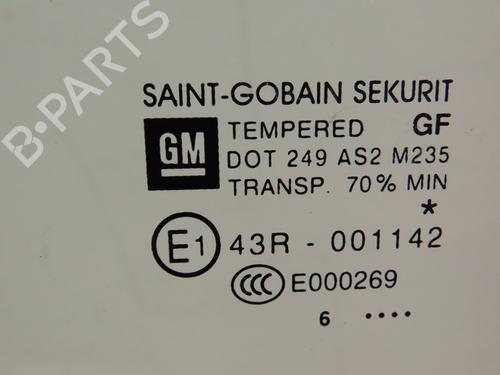 B-PARTS
SAINT-GOBAIN SEKURIT
GM TEMPERED GF
DOT 249 AS2 M235
TRANSP. 70% MIN
*
E1 43R - 001142
CCC E000269
6 ••••